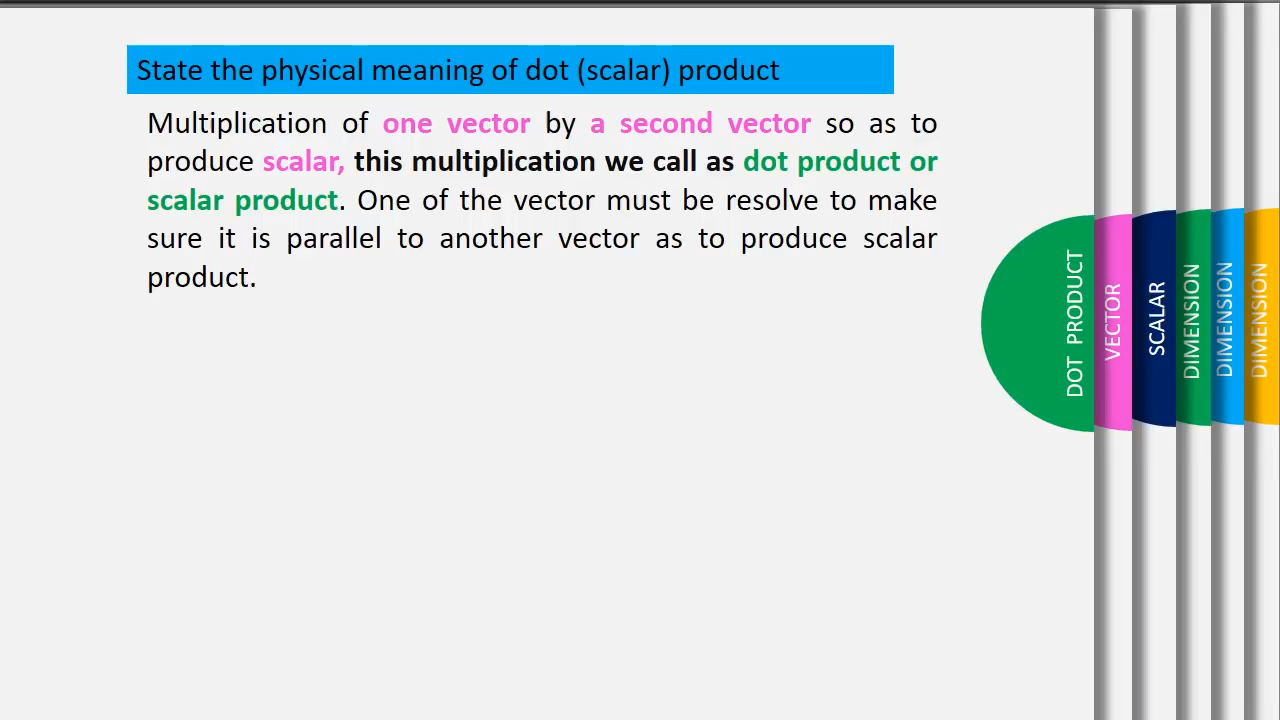 State the physical meaning of dot (scalar) product
Multiplication of one vector by a second vector so as to
produce scalar, this multiplication we call as dot product or
scalar product. One of the vector must be resolve to make
sure it is parallel to another vector as to produce scalar
product.
DOT PRODUCT
VECTOR
SCALAR
DIMENSION
DIMENSION
DIMENSION